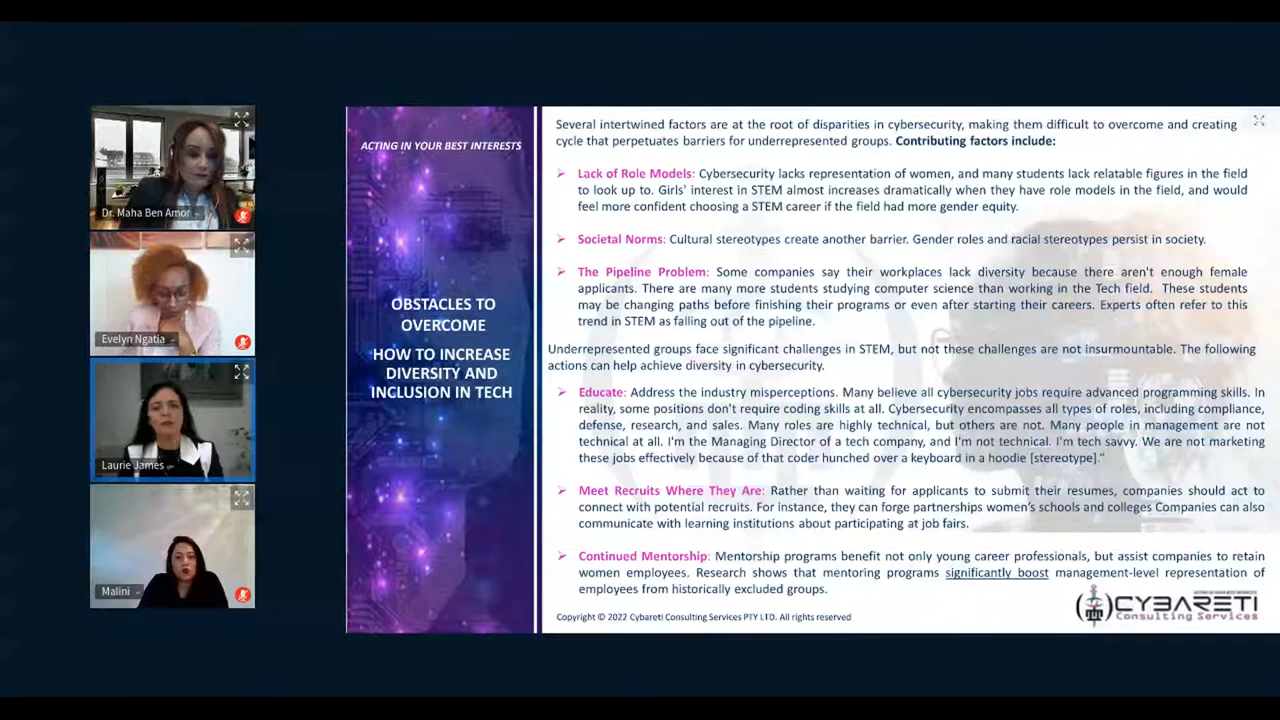 Dr. Maha Ben Amor
Evelyn Ngatia
Laurie James
Malini
ACTING IN YOUR BEST INTERESTS
OBSTACLES TO
OVERCOME
HOW TO INCREASE
DIVERSITY AND
INCLUSION IN TECH
Several intertwined factors are at the root of disparities in cybersecurity, making them difficult to overcome and creating
cycle that perpetuates barriers for underrepresented groups. Contributing factors include:
Lack of Role Models: Cybersecurity lacks representation of women, and many students lack relatable figures in the field
to look up to. Girls' interest in STEM almost increases dramatically when they have role models in the field, and would
feel more confident choosing a STEM career if the field had more gender equity.
Societal Norms: Cultural stereotypes create another barrier. Gender roles and racial stereotypes persist in society.
The Pipeline Problem: Some companies say their workplaces lack diversity because there aren't enough female
applicants. There are many more students studying computer science than working in the Tech field. These students
may be changing paths before finishing their programs or even after starting their careers. Experts often refer to this
trend in STEM as falling out of the pipeline.
Underrepresented groups face significant challenges in STEM, but not these challenges are not insurmountable. The following
actions can help achieve diversity in cybersecurity.
Educate: Address the industry misperceptions. Many believe all cybersecurity jobs require advanced programming skills. In
reality, some positions don't require coding skills at all. Cybersecurity encompasses all types of roles, including compliance,
defense, research, and sales. Many roles are highly technical, but others are not. Many people in management are not
technical at all. I'm the Managing Director of a tech company, and I'm not technical. I'm tech savvy. We are not marketing
these jobs effectively because of that coder hunched over a keyboard in a hoodie [stereotype]."
Meet Recruits Where They Are: Rather than waiting for applicants to submit their resumes, companies should act to
connect with potential recruits. For instance, they can forge partnerships women's schools and colleges Companies can also
communicate with learning institutions about participating at job fairs.
Continued Mentorship: Mentorship programs benefit not only young career professionals, but assist companies to retain
women employees. Research shows that mentoring programs significantly boost management-level representation of
employees from historically excluded groups.
Copyright © 2022 Cybareti Consulting Services PTY LTD. All rights reserved
CYBARETI
Consulting Services